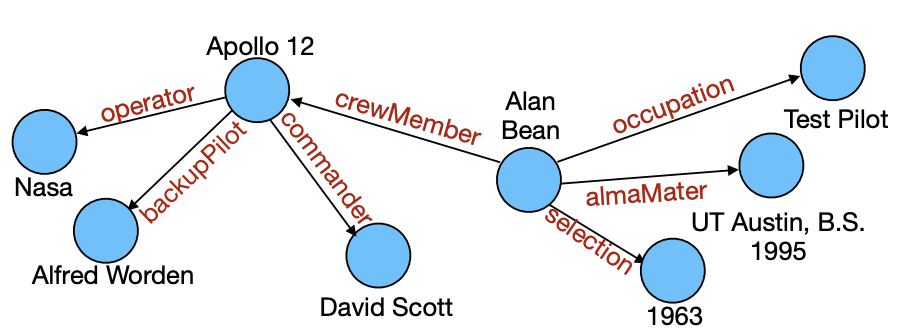 Apollo 12
operator
crewMember
Alan
Bean
occupation
Test Pilot
Nasa
backupPilot
commander
almaMater
UT Austin, B.S.
1995
selection
Alfred Worden
David Scott
1963